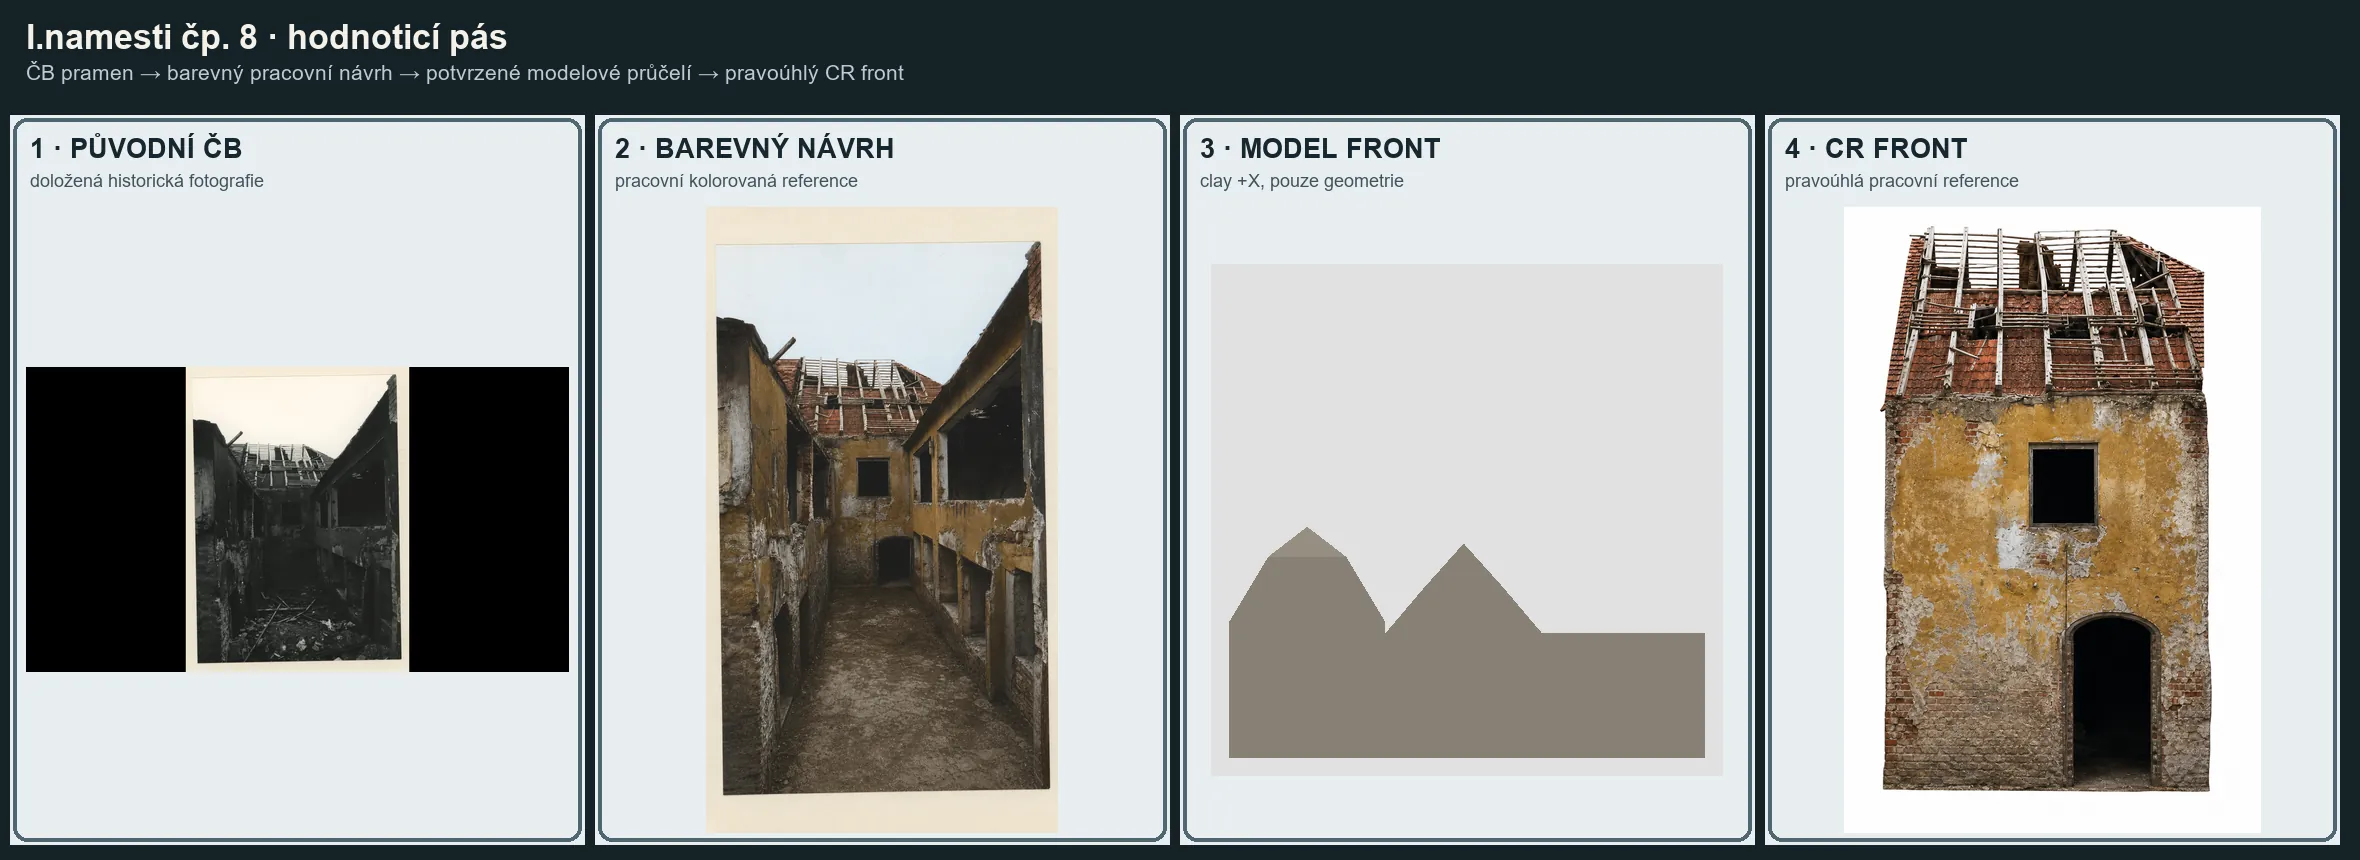 I.namesti čp. 8 · hodnoticí pás
ČB pramen → barevný pracovní návrh → potvrzené modelové průčelí → pravoúhlý CR front
1 · PŮVODNÍ ČB
doložená historická fotografie
2 · BAREVNÝ NÁVRH
pracovní kolorovaná reference
3 · MODEL FRONT
clay +X, pouze geometrie
4 · CR FRONT
pravoúhlá pracovní reference